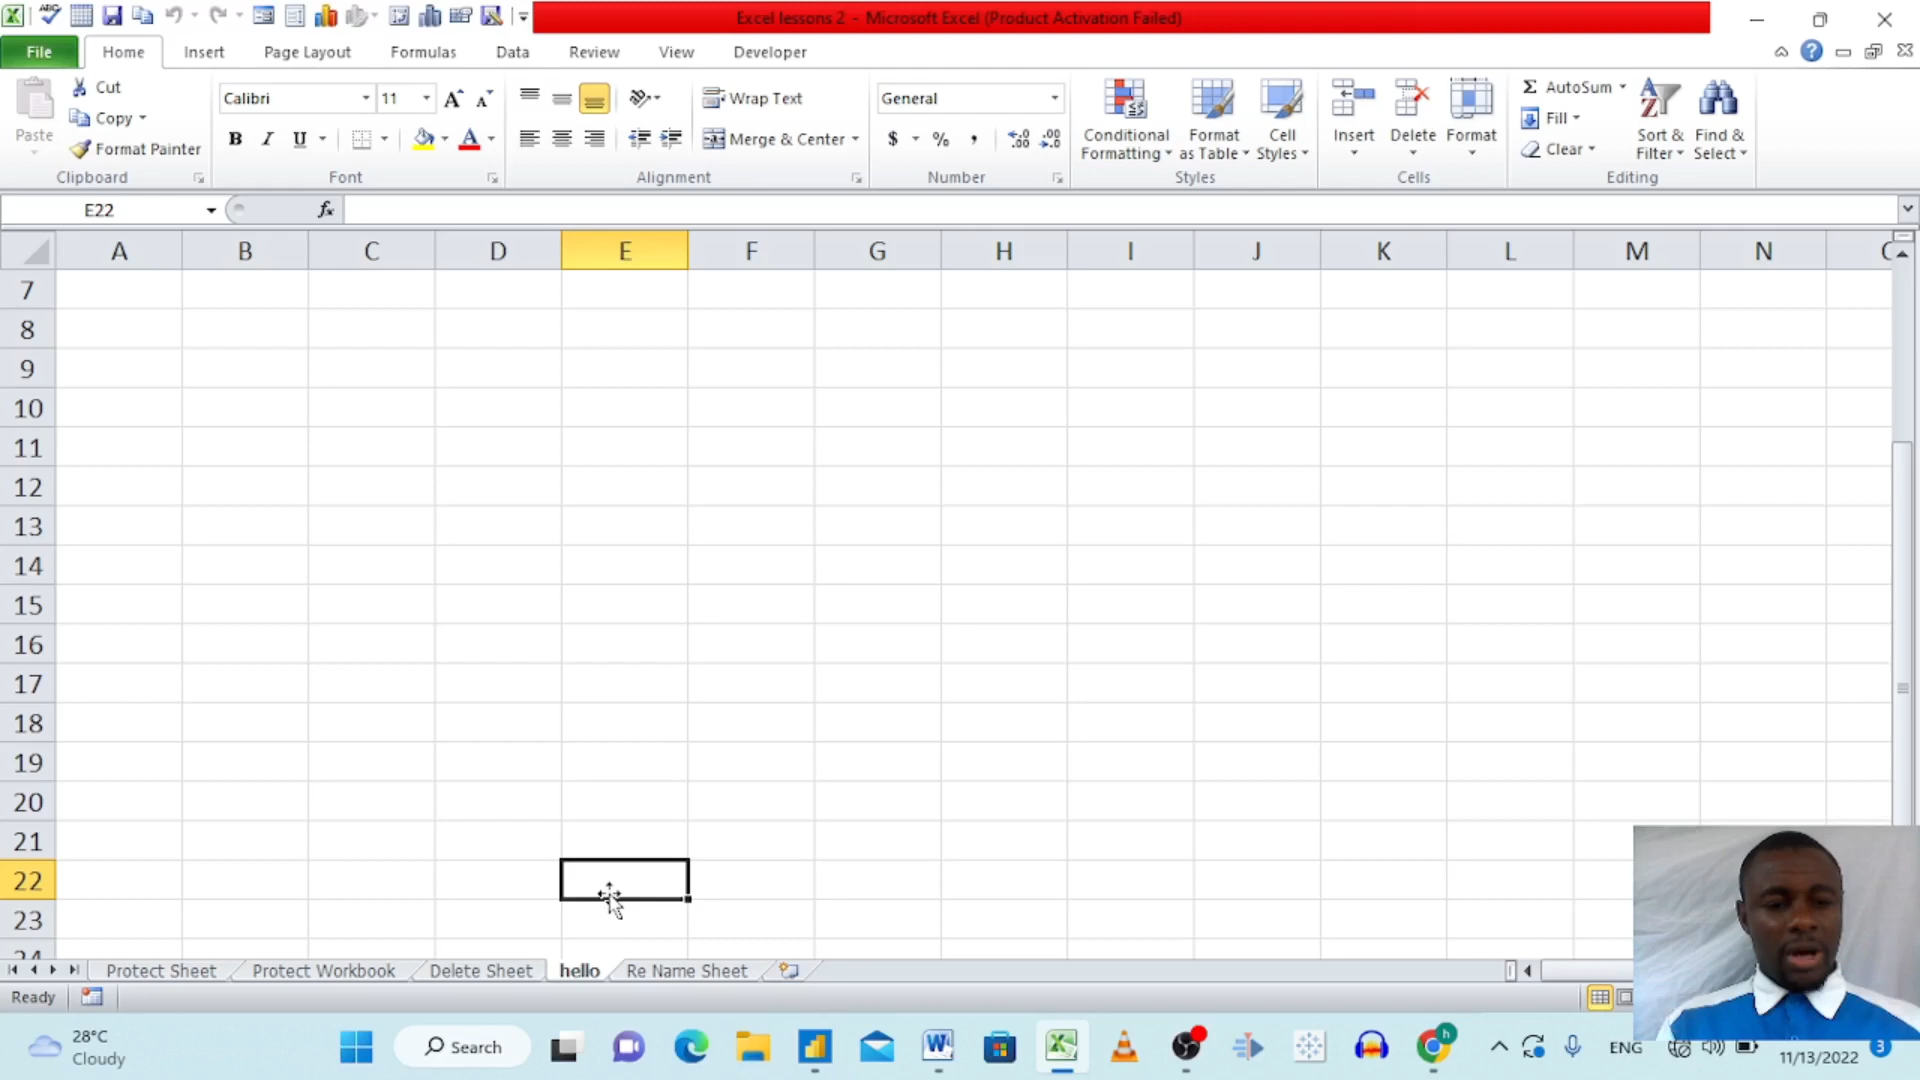 Excel lessons 2 - Microsoft Excel (Product Activation Failed)
File Home Insert Page Layout Formulas Data Review View Developer
Paste
Cut
Copy
Format Painter
Clipboard
Calibri 11
B I U
Font
Wrap Text
Merge & Center
Alignment
General
$ % ,
Number
Conditional Formatting
Format as Table
Cell Styles
Styles
Insert Delete Format
Cells
Σ AutoSum
Fill
Clear
Sort & Filter
Find & Select
Editing
E22 fx
A B C D E F G H I J K L M N
7
8
9
10
11
12
13
14
15
16
17
18
19
20
21
22
23
24
Protect Sheet Protect Workbook Delete Sheet hello Re Name Sheet
Ready
28°C
Cloudy
Search
ENG
11/13/2022
3